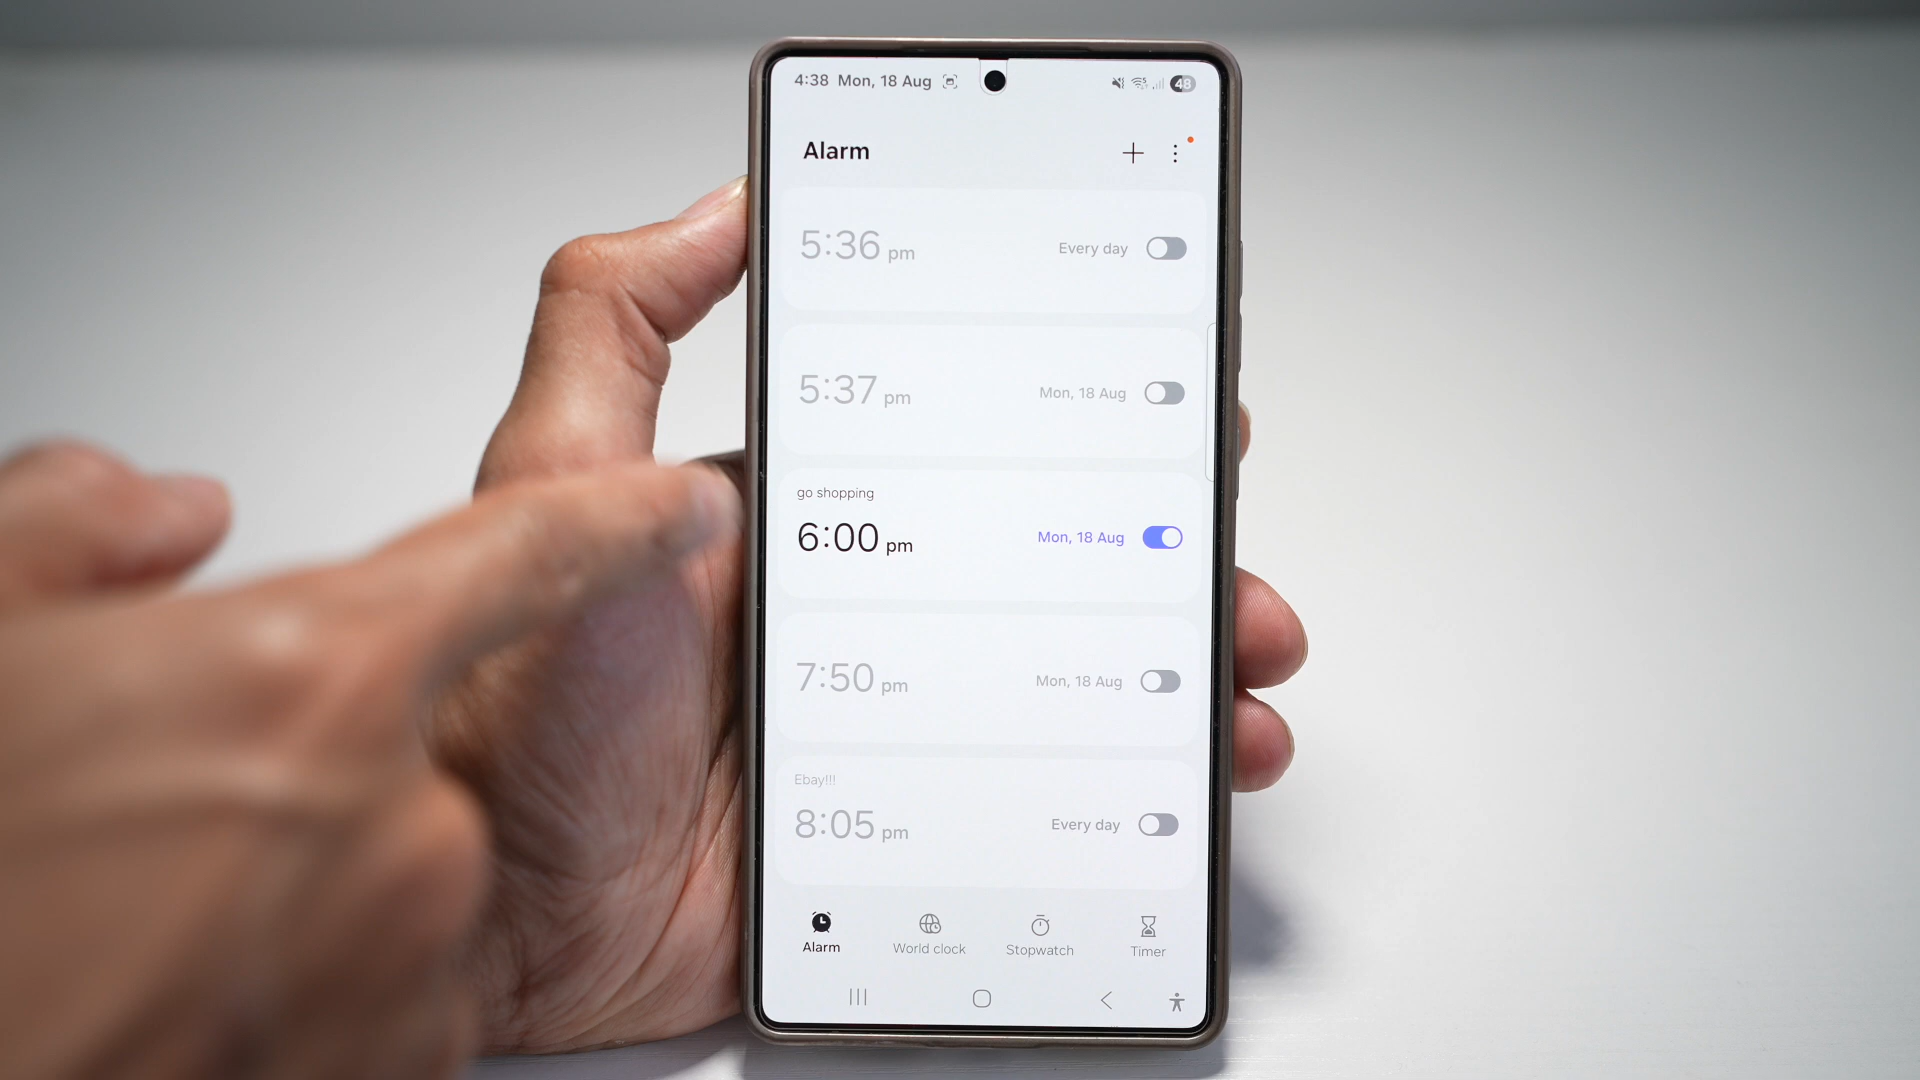 4:38 Mon, 18 Aug 48
Alarm
5:36 pm Every day
5:37 pm Mon, 18 Aug
go shopping
6:00 pm Mon, 18 Aug
7:50 pm Mon, 18 Aug
Ebay!!!
8:05 pm Every day
Alarm World clock Stopwatch Timer